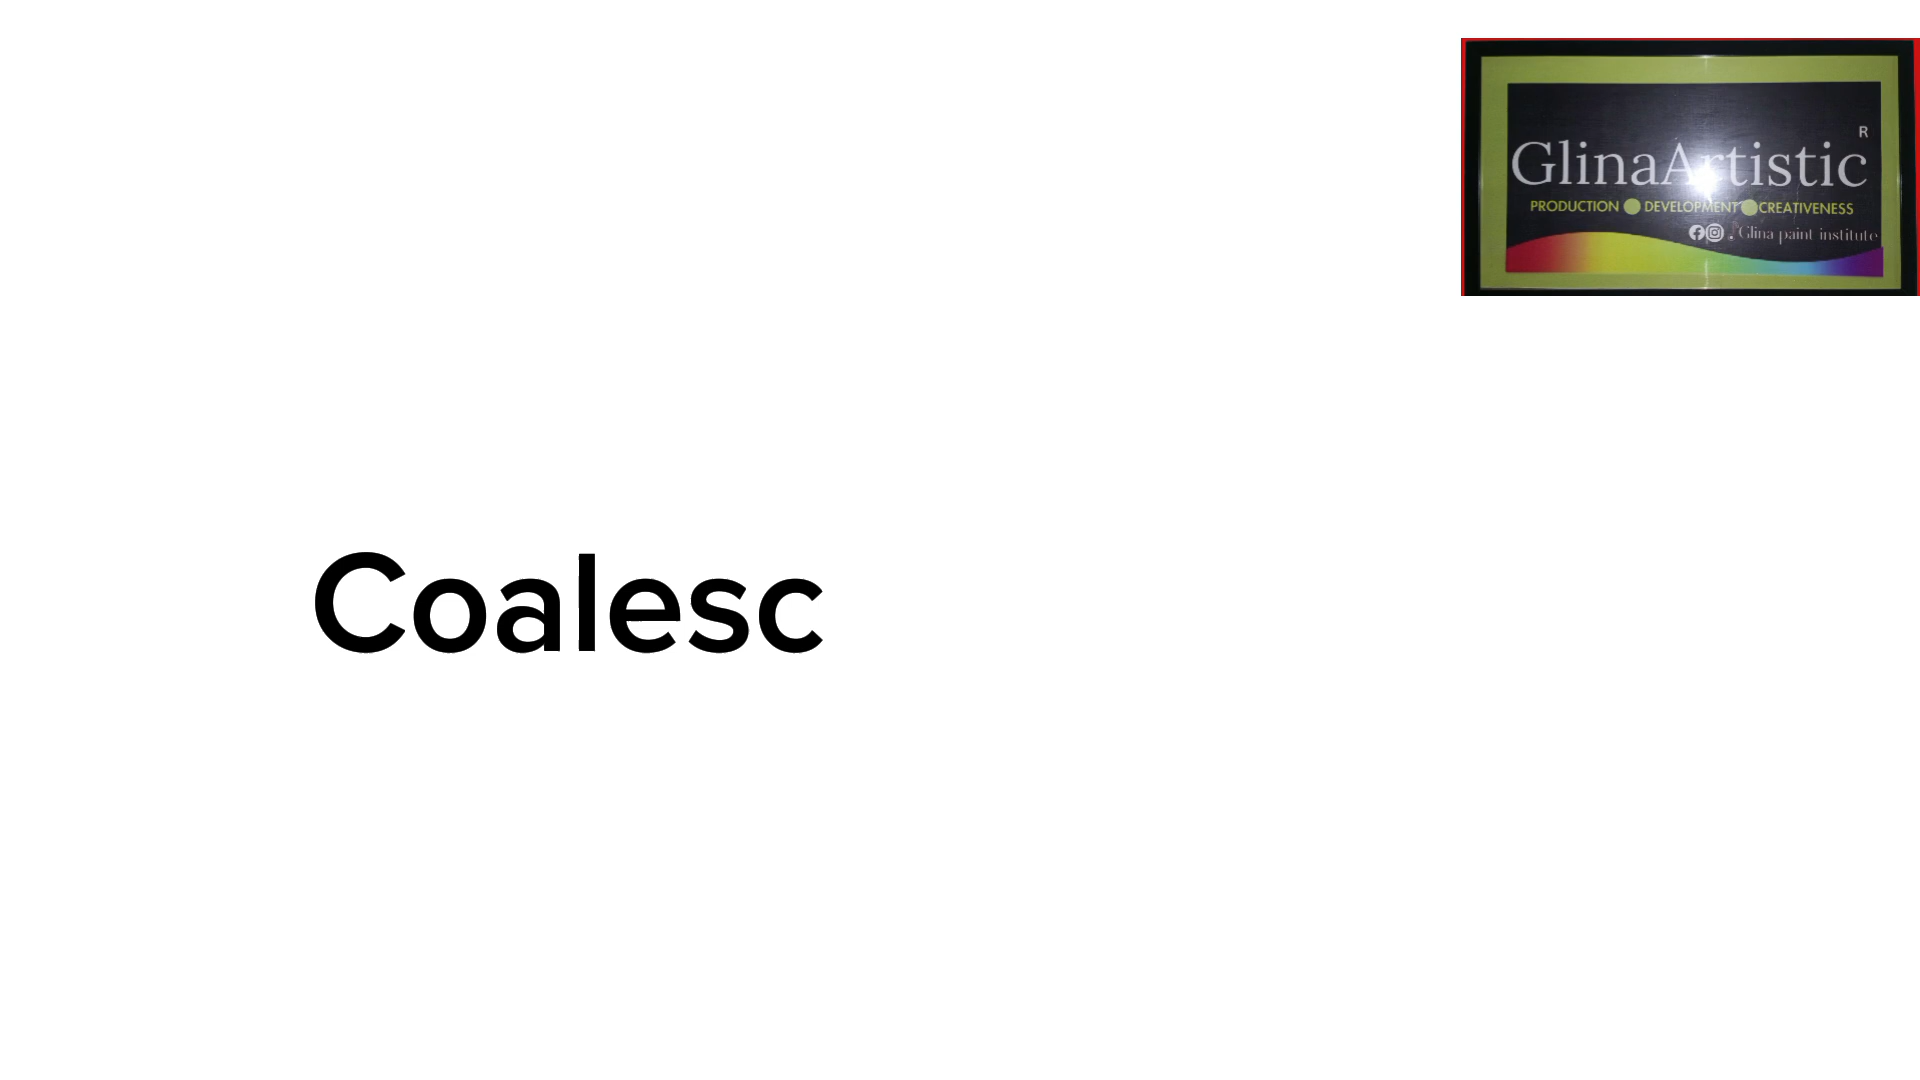 R
GlinaArtistic
PRODUCTION DEVELOPMENT CREATIVENESS
Glina paint institute
Coalesc